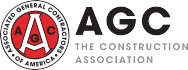 ASSOCIATED GENERAL CONTRACTORS
AGC
OF AMERICA
AGC
THE CONSTRUCTION
ASSOCIATION